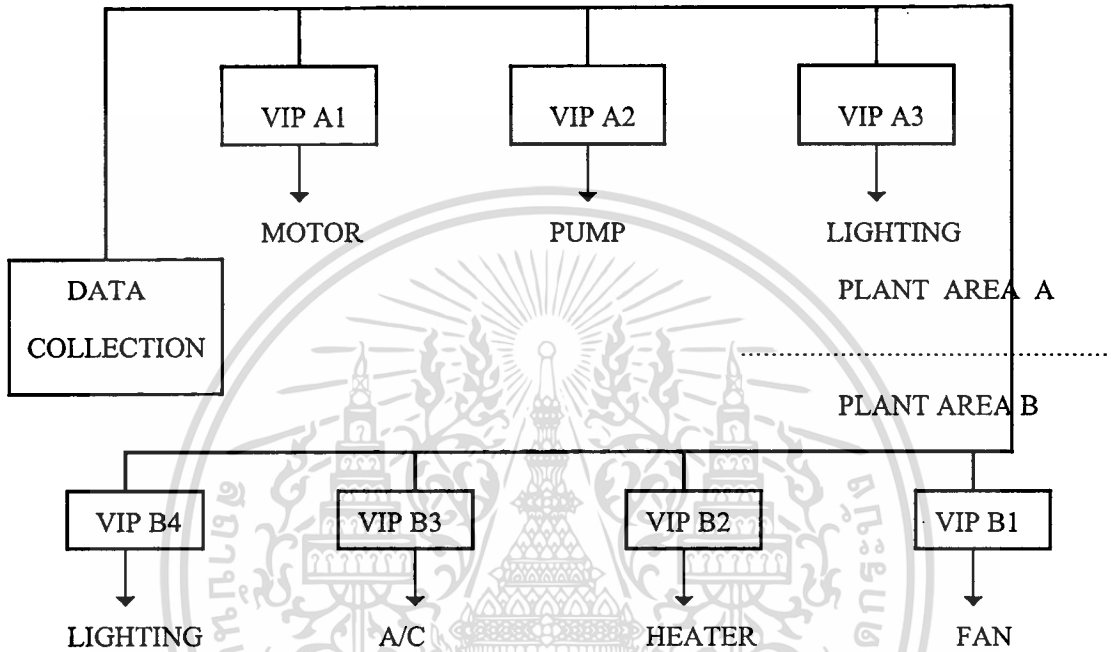 VIP A1
VIP A2
VIP A3
MOTOR
PUMP
LIGHTING
DATA
COLLECTION
PLANT AREA A
PLANT AREA B
VIP B4
VIP B3
VIP B2
VIP B1
LIGHTING
A/C
HEATER
FAN